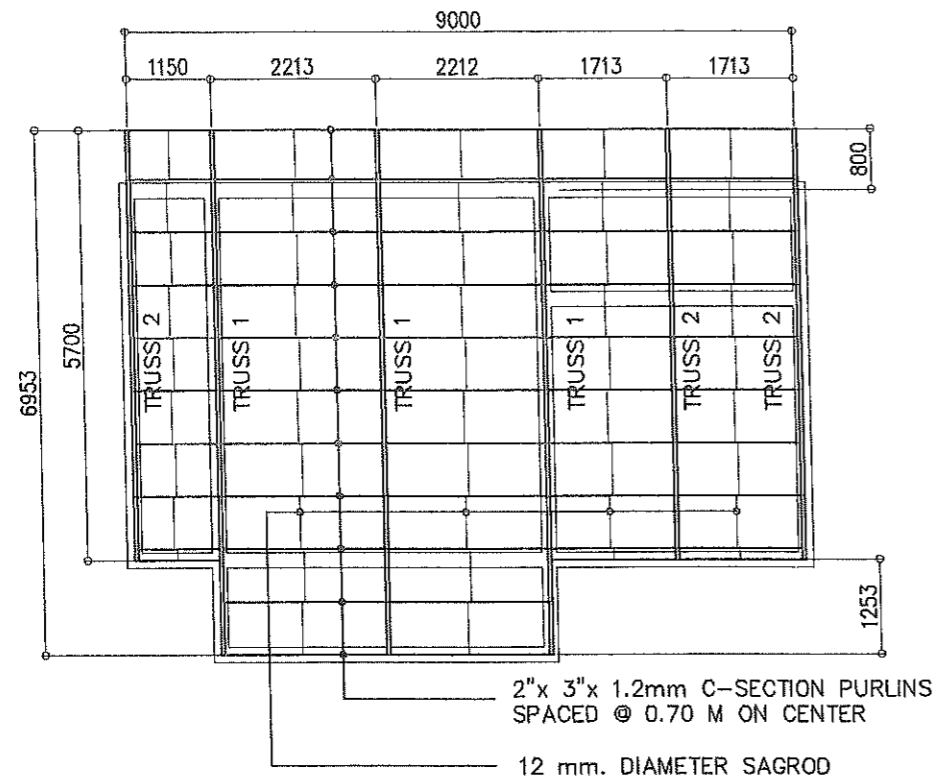 9000
1150
2213
2212
1713
1713
800
6953
5700
TRUSS 2
TRUSS 1
TRUSS 1
TRUSS 1
TRUSS 2
TRUSS 2
1253
2"x 3"x 1.2mm C-SECTION PURLINS
SPACED @ 0.70 M ON CENTER
12 mm. DIAMETER SAGROD